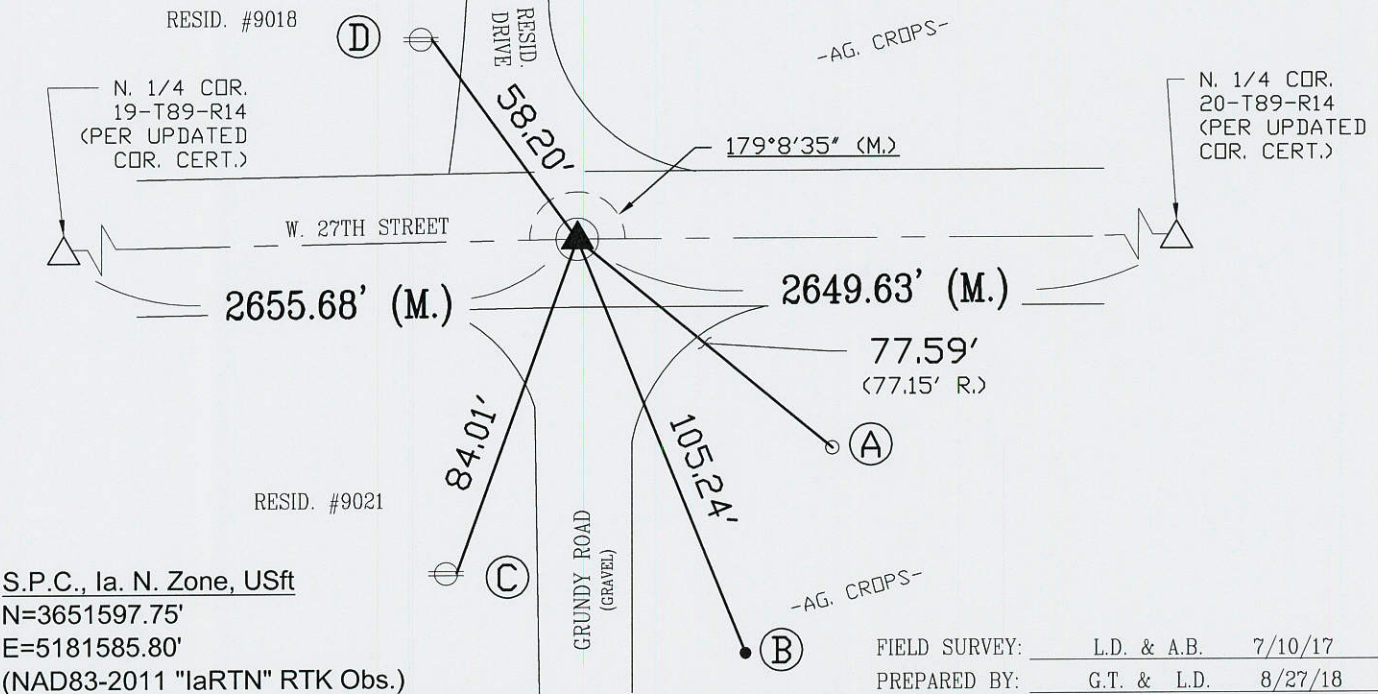 RESID. #9018
D
RESID.
DRIVE
-AG. CROPS-
N. 1/4 COR.
19-T89-R14
(PER UPDATED
COR. CERT.)
N. 1/4 COR.
20-T89-R14
(PER UPDATED
COR. CERT.)
58.20'
179°8'35" (M.)
W. 27TH STREET
2655.68' (M.)
2649.63' (M.)
77.59'
(77.15' R.)
84.01'
105.24'
A
RESID. #9021
GRUNDY ROAD
(GRAVEL)
C
-AG. CROPS-
B
S.P.C., Ia. N. Zone, USft
N=3651597.75'
E=5181585.80'
(NAD83-2011 "IaRTN" RTK Obs.)
FIELD SURVEY: L.D. & A.B. 7/10/17
PREPARED BY: G.T. & L.D. 8/27/18